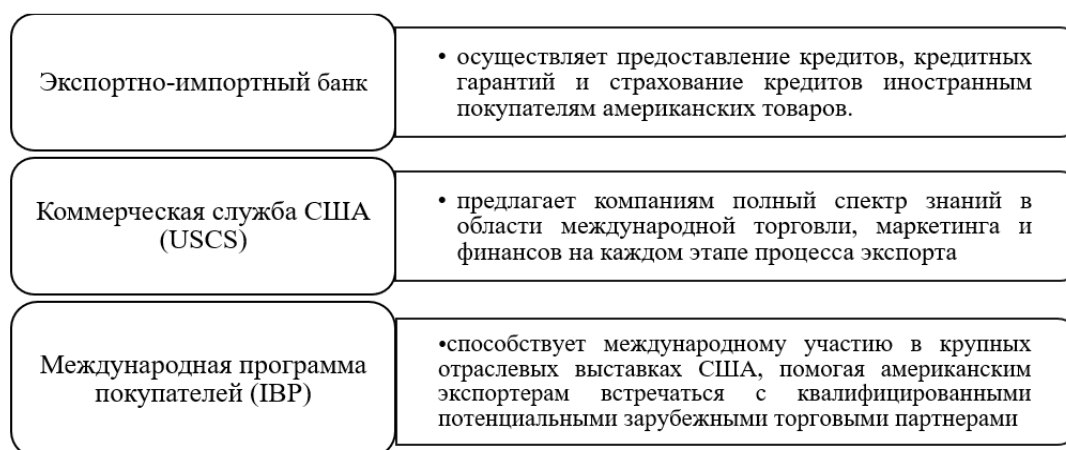 Экспортно-импортный банк
• осуществляет предоставление кредитов, кредитных
гарантий и страхование кредитов иностранным
покупателям американских товаров.
Коммерческая служба США
(USCS)
• предлагает компаниям полный спектр знаний в
области международной торговли, маркетинга и
финансов на каждом этапе процесса экспорта
Международная программа
покупателей (IBP)
•способствует международному участию в крупных
отраслевых выставках США, помогая американским
экспортерам встречаться с квалифицированными
потенциальными зарубежными торговыми партнерами